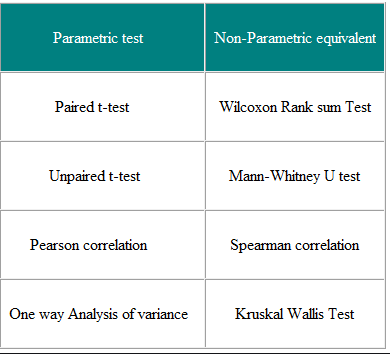 Parametric test Non-Parametric equivalent
Paired t-test Wilcoxon Rank sum Test
Unpaired t-test Mann-Whitney U test
Pearson correlation Spearman correlation
One way Analysis of variance Kruskal Wallis Test